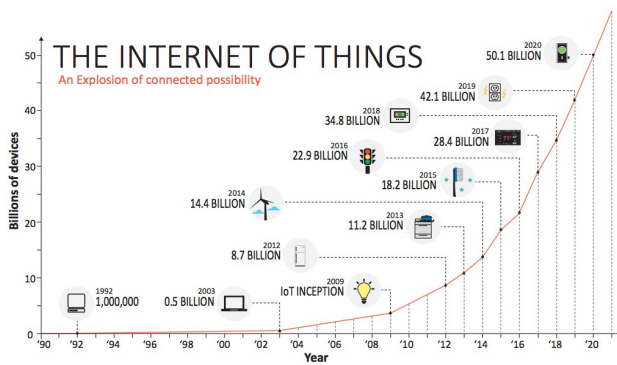 THE INTERNET OF THINGS
An Explosion of connected possibility
2020
50.1 BILLION
2019
42.1 BILLION
2018
34.8 BILLION
2017
28.4 BILLION
2016
22.9 BILLION
2015
18.2 BILLION
2014
14.4 BILLION
2013
11.2 BILLION
2012
8.7 BILLION
2009
IoT INCEPTION
2003
0.5 BILLION
1992
1,000,000
Billions of devices
50
40
30
20
10
0
'90 '92 '94 '96 '98 '00 '02 '04 '06 '08 '10 '12 '14 '16 '18 '20
Year